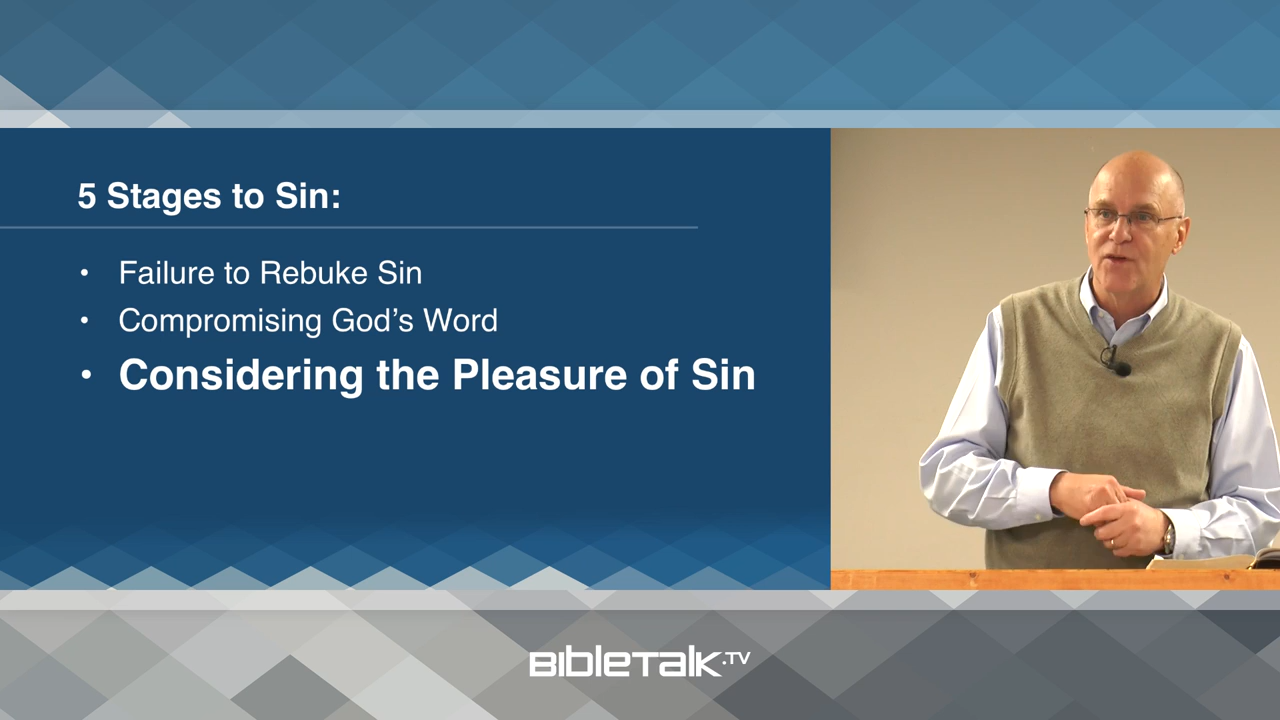 5 Stages to Sin:
• Failure to Rebuke Sin
• Compromising God’s Word
• Considering the Pleasure of Sin
BIBLETALK.TV